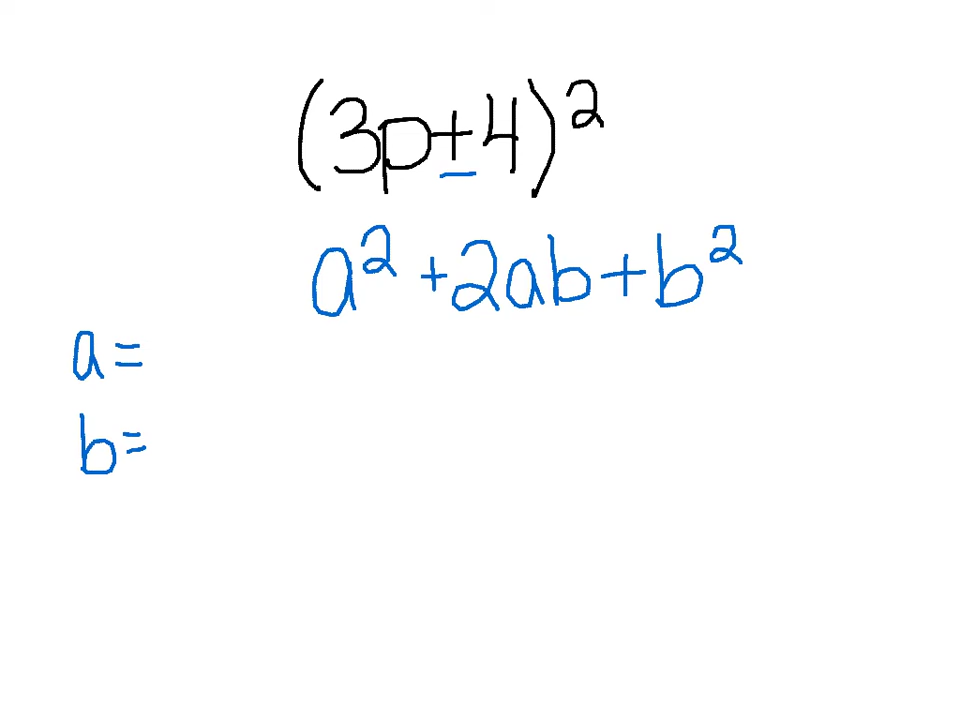 (3p+4)²
a²+2ab+b²
a=
b=